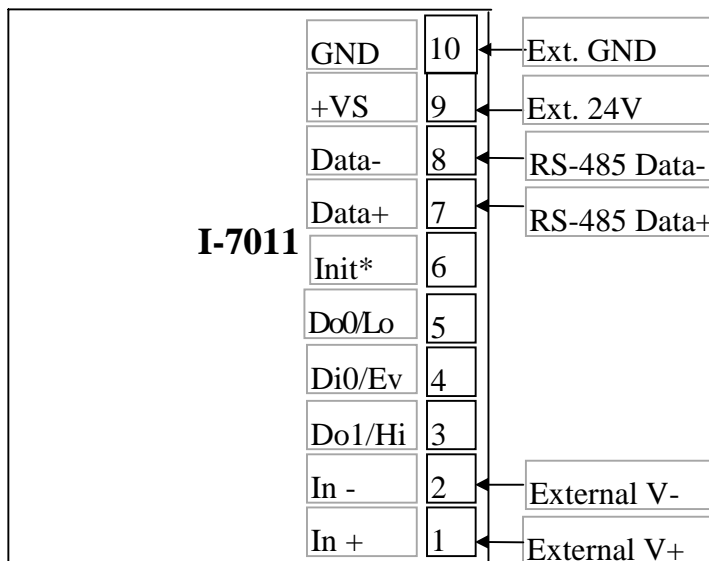 GND 10 Ext. GND
+VS 9 Ext. 24V
Data- 8 RS-485 Data-
Data+ 7 RS-485 Data+
I-7011
Init* 6
Do0/Lo 5
Di0/Ev 4
Do1/Hi 3
In - 2 External V-
In + 1 External V+